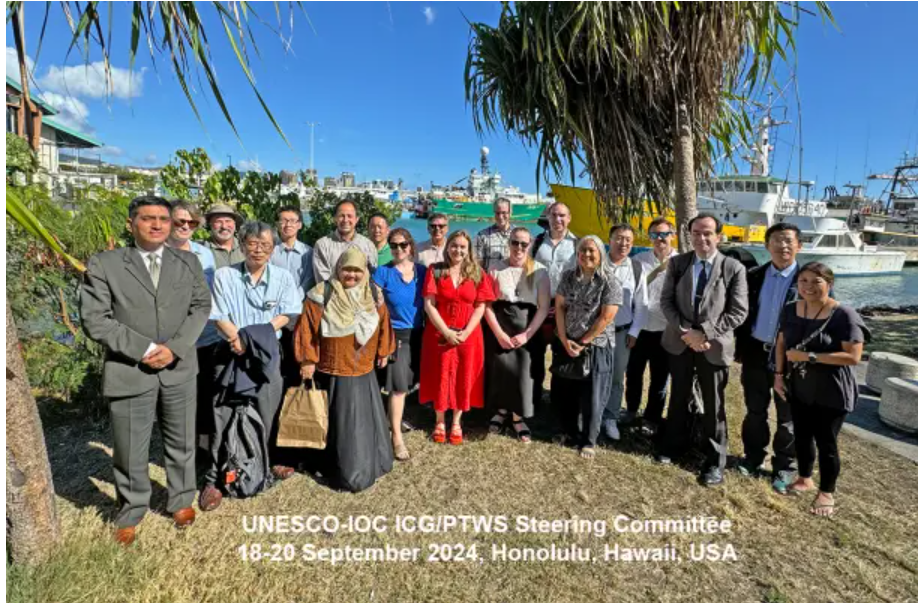 UNESCO-IOC ICG/PTWS Steering Committee
18-20 September 2024, Honolulu, Hawaii, USA